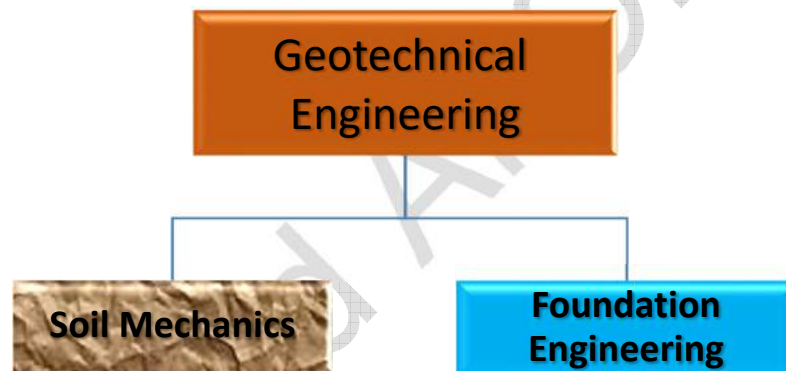 Geotechnical
Engineering
Soil Mechanics
Foundation
Engineering